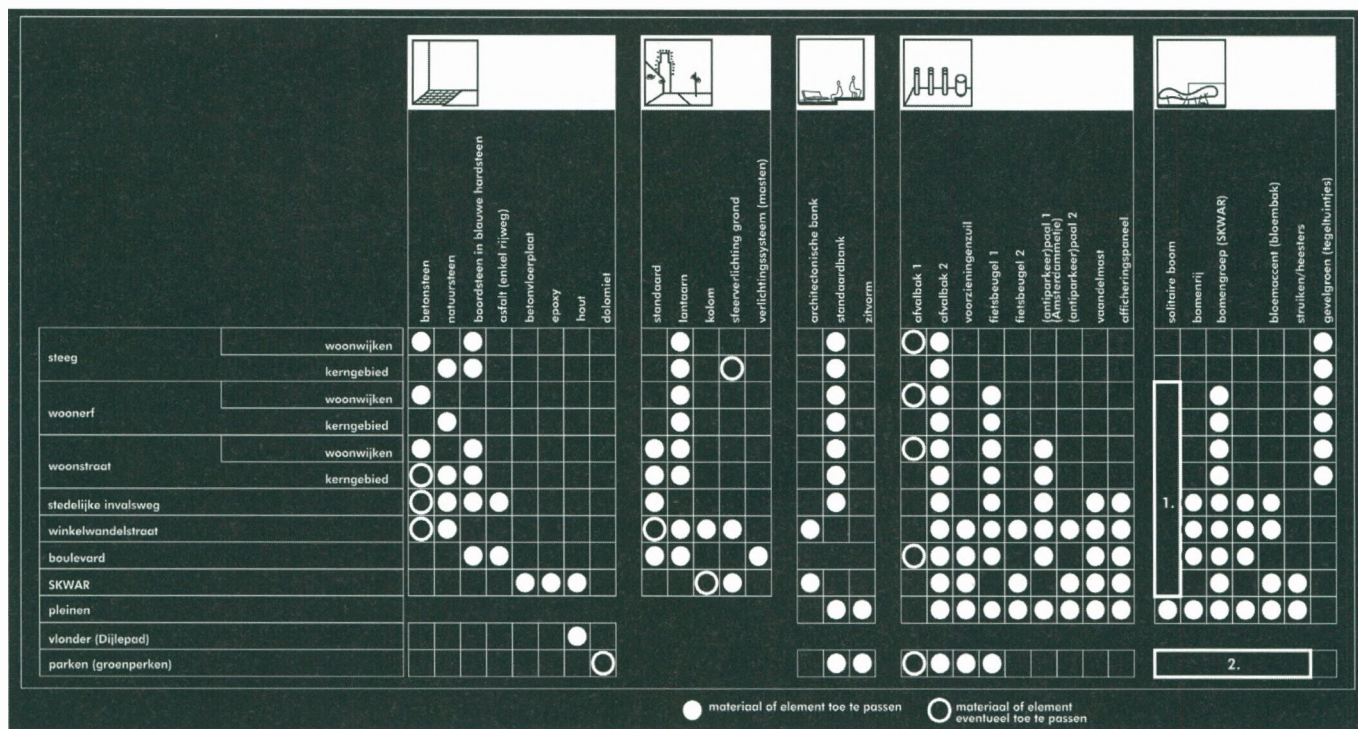 betonsteen
natuursteen
boordsteen in blauwe hardsteen
asfalt (enkel rijweg)
betonvloerplaat
epoxy
hout
dolomiet
standaard
lantaarn
kolom
sfeerverlichting grond
verlichtingssysteem (masten)
architectonische bank
standaardbank
zitvorm
afvalbak 1
afvalbak 2
voorzieningenzuil
fietsbeugel 1
fietsbeugel 2
(antiparkeer)paal 1
(Amsterdammetje)
(antiparkeer)paal 2
vaandelmast
afficheringspaneel
solitaire boom
bomenrij
bomengroep (SKWAR)
bloemaccent (bloembak)
struiken/heesters
gevelgroen (tegeltuintjes)
steeg
woonwijken
kerngebied
woonerf
woonwijken
kerngebied
woonstraat
woonwijken
kerngebied
stedelijke invalsweg
1.
winkelwandelstraat
boulevard
SKWAR
pleinen
vlonder (Dijlepad)
parken (groenperken)
2.
materiaal of element toe te passen
materiaal of element
eventueel toe te passen